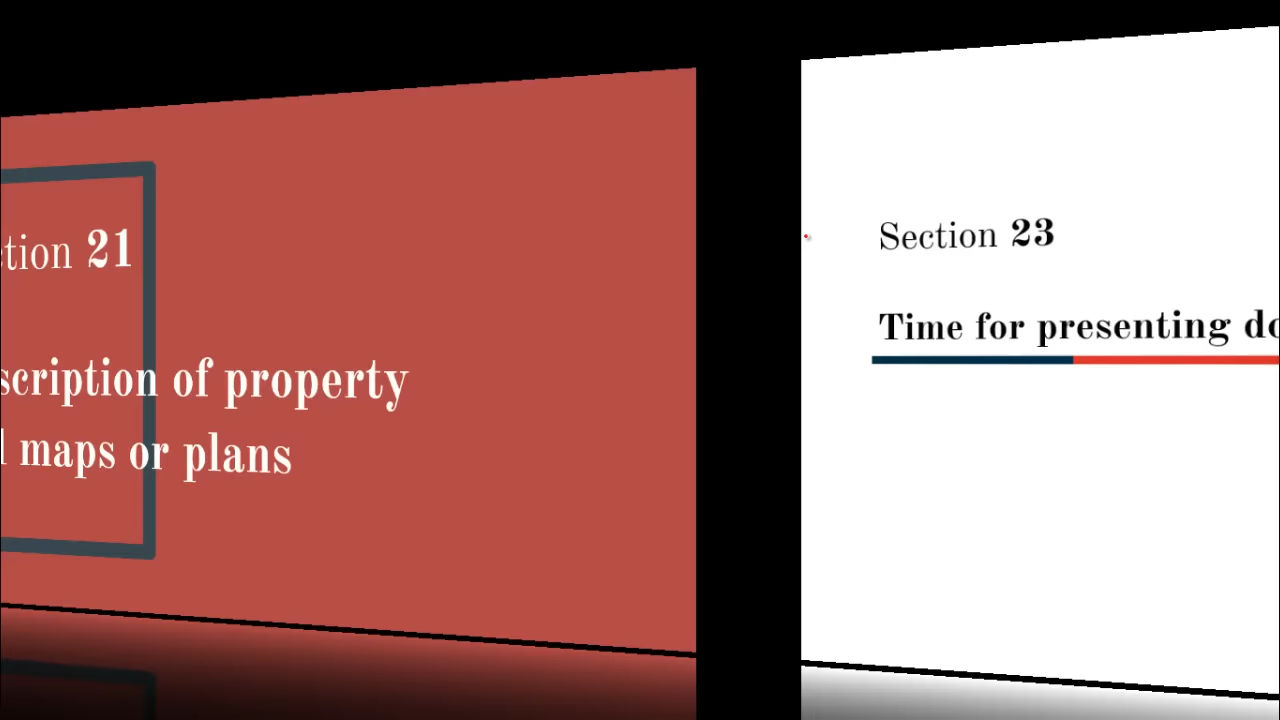 ction 21
scription of property
maps or plans
Section 23
Time for presenting do